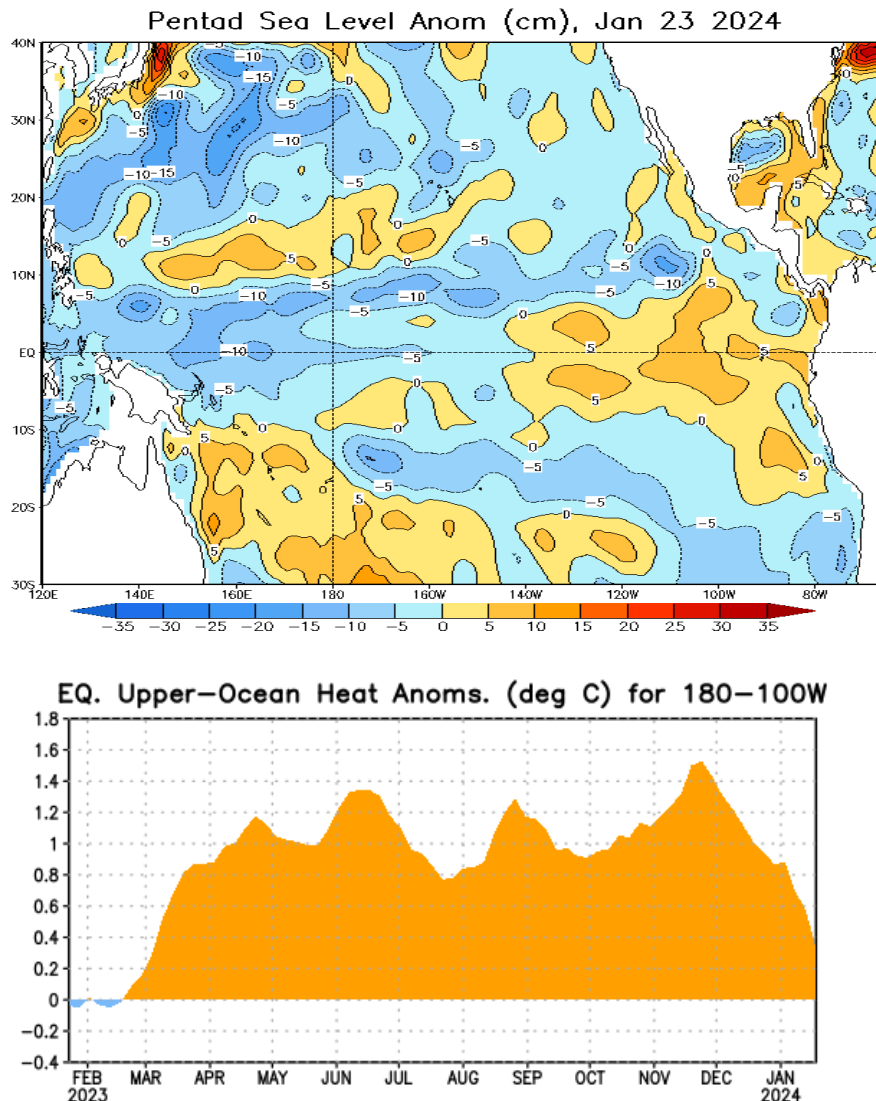 Pentad Sea Level Anom (cm), Jan 23 2024
40N
30N
20N
10N
EQ
10S
20S
30S
120E 140E 160E 180 160W 140W 120W 100W 80W
-35 -30 -25 -20 -15 -10 -5 0 5 10 15 20 25 30 35
EQ. Upper-Ocean Heat Anoms. (deg C) for 180-100W
1.8
1.6
1.4
1.2
1
0.8
0.6
0.4
0.2
0
-0.2
-0.4
FEB MAR APR MAY JUN JUL AUG SEP OCT NOV DEC JAN
2023 2024